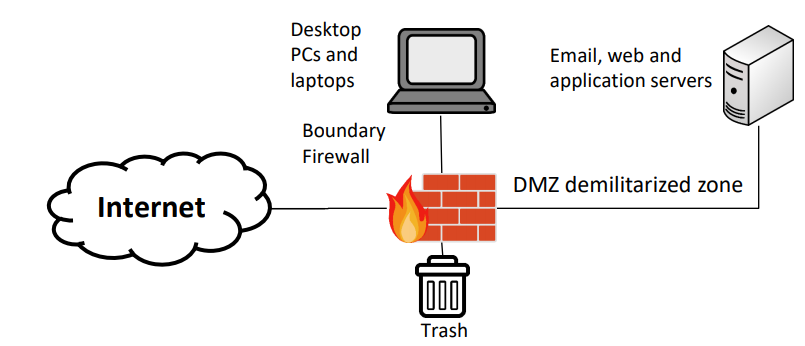 Desktop
PCs and
laptops
Email, web and
application servers
Boundary
Firewall
DMZ demilitarized zone
Internet
Trash